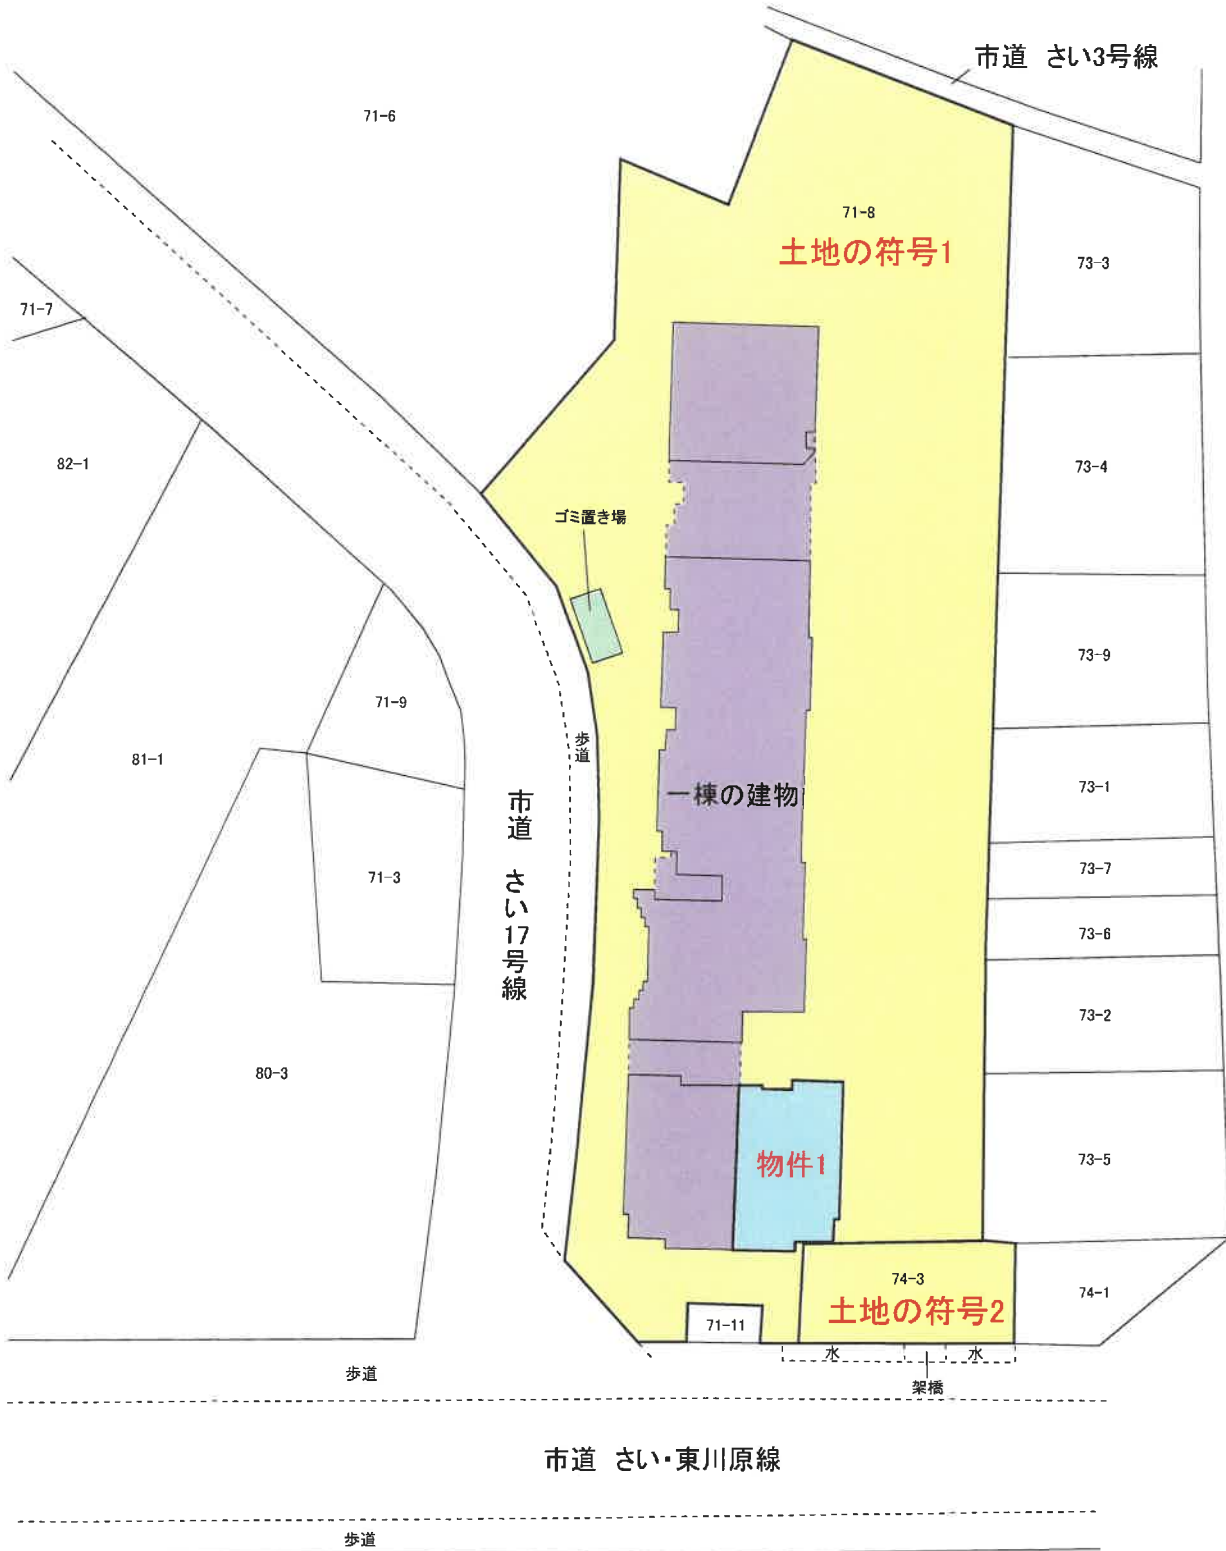 市道 さい3号線
71-6
71-8
土地の符号1
73-3
71-7
82-1
73-4
ゴミ置き場
73-9
71-9
歩道
81-1
73-1
一棟の建物
市道 さい17号線
71-3
73-7
73-6
73-2
80-3
物件1
73-5
74-3
土地の符号2
74-1
71-11
水
水
架橋
歩道
市道 さい・東川原線
歩道